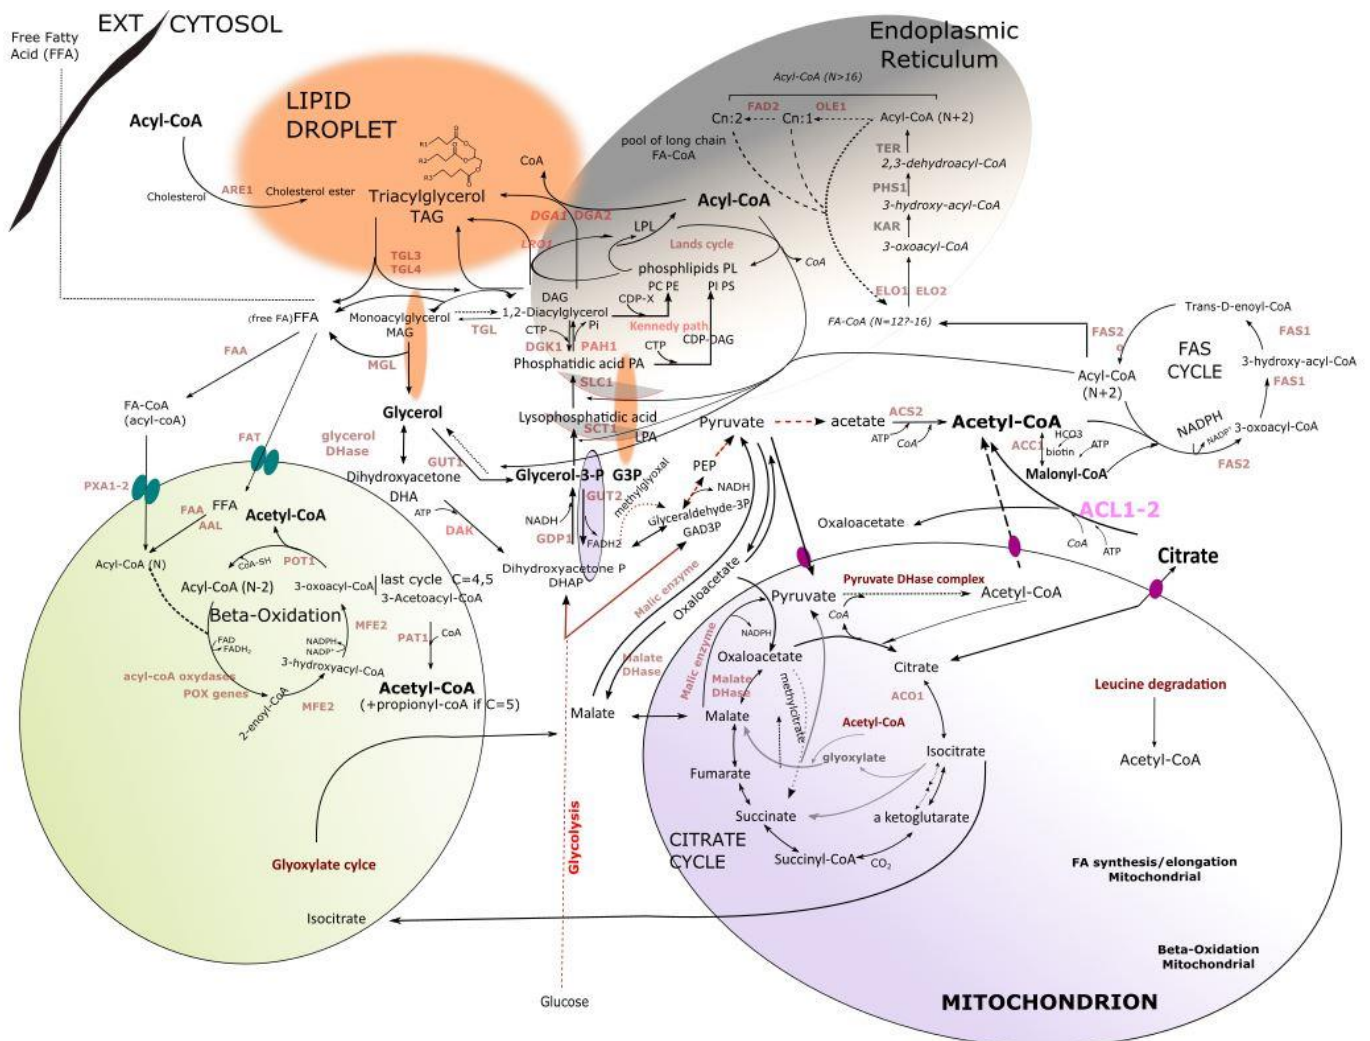 EXT
CYTOSOL
Free Fatty
Acid (FFA)
Acyl-CoA
Cholesterol
ARE1
Cholesterol ester
LIPID
DROPLET
R1
R2
R3
O
O
O
O
O
O
Triacylglycerol
TAG
TGL3
TGL4
CoA
DGA1
DGA2
LRO1
Endoplasmic
Reticulum
Acyl-CoA (N>16)
FAD2
OLE1
Cn:2
Cn:1
Acyl-CoA (N+2)
pool of long chain
FA-CoA
TER
2,3-dehydroacyl-CoA
PHS1
3-hydroxy-acyl-CoA
KAR
3-oxoacyl-CoA
ELO1
ELO2
FA-CoA (N=12?-16)
Acyl-CoA
LPL
Lands cycle
CoA
phosphlipids PL
PC PE
PI PS
DAG
CDP-X
1,2-Diacylglycerol
Kennedy path
CTP
Pi
CDP-DAG
DGK1
PAH1
CTP
Phosphatidic acid PA
SLC1
Lysophosphatidic acid
SCT1
LPA
(free FA)FFA
Monoacylglycerol
MAG
TGL
MGL
FAA
FA-CoA
(acyl-coA)
FAT
PXA1-2
Glycerol
glycerol
DHase
GUT1
Dihydroxyacetone
DHA
ATP
DAK
Glycerol-3-P G3P
GUT2
NADH
GDP1
FADH2
Dihydroxyacetone P
DHAP
methylglyoxal
PEP
NADH
Glyceraldehyde-3P
GAD3P
Pyruvate
acetate
ACS2
ATP
CoA
Acetyl-CoA
ACC1
HCO3
biotin
ATP
Malonyl-CoA
Trans-D-enoyl-CoA
FAS2
FAS1
FAS
CYCLE
3-hydroxy-acyl-CoA
Acyl-CoA
(N+2)
FAS1
NADPH
NADP⁺
3-oxoacyl-CoA
FAS2
ACL1-2
Oxaloacetate
CoA
ATP
Citrate
FFA
FAA
AAL
Acetyl-CoA
CoA-SH
POT1
Acyl-CoA (N)
Acyl-CoA (N-2)
3-oxoacyl-CoA
last cycle C=4,5
3-Acetoacyl-CoA
Beta-Oxidation
MFE2
PAT1
CoA
FAD
FADH₂
NADPH
NADP⁺
3-hydroxyacyl-CoA
acyl-coA oxydases
POX genes
2-enoyl-CoA
MFE2
Acetyl-CoA
(+propionyl-coA if C=5)
Glyoxylate cylce
Isocitrate
Glycolysis
Glucose
Malic enzyme
Oxaloacetate
Malate
DHase
Malate
Malic enzyme
Pyruvate
Pyruvate DHase complex
CoA
Acetyl-CoA
NADPH
Oxaloacetate
Citrate
Malate
DHase
methylcitrate
ACO1
Malate
Acetyl-CoA
glyoxylate
Isocitrate
Fumarate
Succinate
a ketoglutarate
CITRATE
CYCLE
Succinyl-CoA
CO₂
Leucine degradation
Acetyl-CoA
FA synthesis/elongation
Mitochondrial
Beta-Oxidation
Mitochondrial
MITOCHONDRION